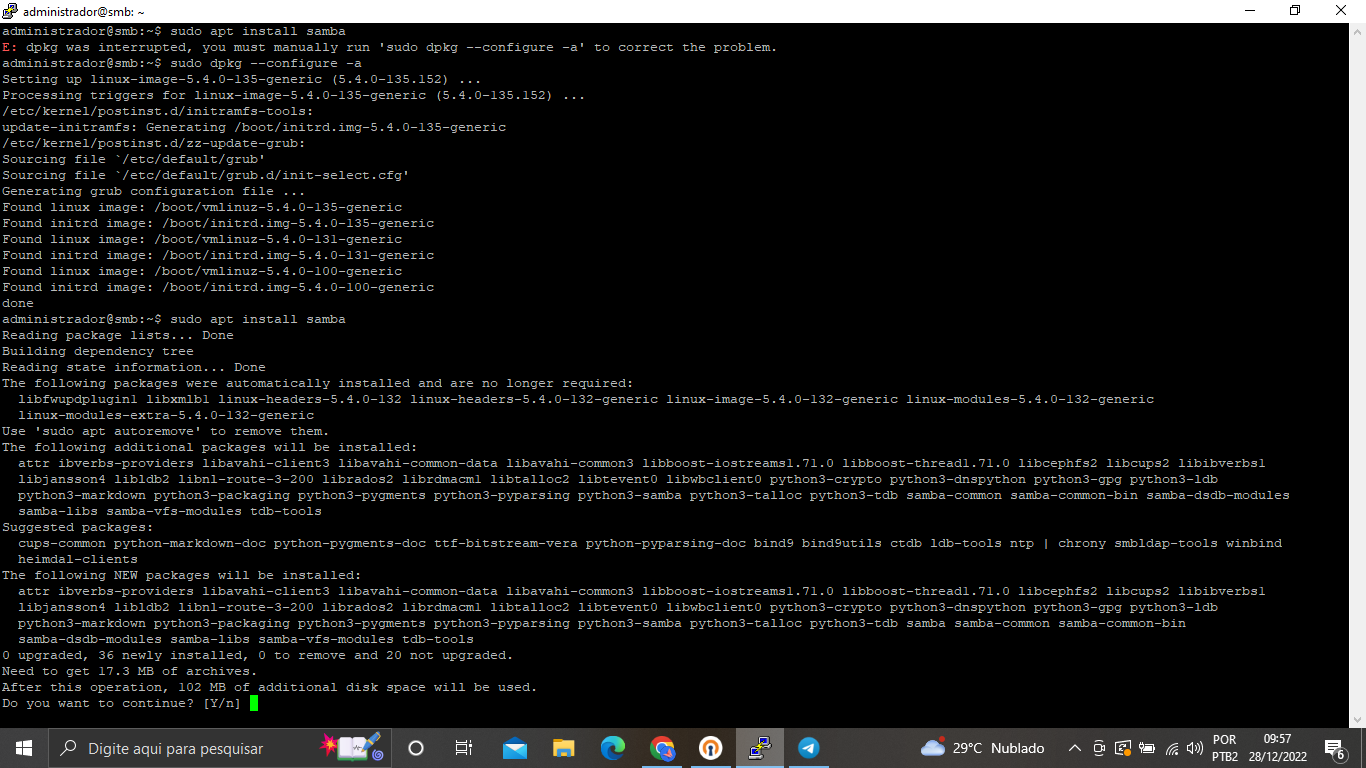 administrador@smb: ~
administrador@smb:~$ sudo apt install samba
E: dpkg was interrupted, you must manually run 'sudo dpkg --configure -a' to correct the problem.
administrador@smb:~$ sudo dpkg --configure -a
Setting up linux-image-5.4.0-135-generic (5.4.0-135.152) ...
Processing triggers for linux-image-5.4.0-135-generic (5.4.0-135.152) ...
/etc/kernel/postinst.d/initramfs-tools:
update-initramfs: Generating /boot/initrd.img-5.4.0-135-generic
/etc/kernel/postinst.d/zz-update-grub:
Sourcing file `/etc/default/grub'
Sourcing file `/etc/default/grub.d/init-select.cfg'
Generating grub configuration file ...
Found linux image: /boot/vmlinuz-5.4.0-135-generic
Found initrd image: /boot/initrd.img-5.4.0-135-generic
Found linux image: /boot/vmlinuz-5.4.0-131-generic
Found initrd image: /boot/initrd.img-5.4.0-131-generic
Found linux image: /boot/vmlinuz-5.4.0-100-generic
Found initrd image: /boot/initrd.img-5.4.0-100-generic
done
administrador@smb:~$ sudo apt install samba
Reading package lists... Done
Building dependency tree
Reading state information... Done
The following packages were automatically installed and are no longer required:
libfwupdplugin1 libxmlb1 linux-headers-5.4.0-132 linux-headers-5.4.0-132-generic linux-image-5.4.0-132-generic linux-modules-5.4.0-132-generic
linux-modules-extra-5.4.0-132-generic
Use 'sudo apt autoremove' to remove them.
The following additional packages will be installed:
attr ibverbs-providers libavahi-client3 libavahi-common-data libavahi-common3 libboost-iostreams1.71.0 libboost-thread1.71.0 libcephfs2 libcups2 libibverbs1
libjansson4 libldb2 libnl-route-3-200 librados2 librdmacm1 libtalloc2 libtevent0 libwbclient0 python3-crypto python3-dnspython python3-gpg python3-ldb
python3-markdown python3-packaging python3-pygments python3-pyparsing python3-samba python3-talloc python3-tdb samba-common samba-common-bin samba-dsdb-modules
samba-libs samba-vfs-modules tdb-tools
Suggested packages:
cups-common python-markdown-doc python-pygments-doc ttf-bitstream-vera python-pyparsing-doc bind9 bind9utils ctdb ldb-tools ntp | chrony smbldap-tools winbind
heimdal-clients
The following NEW packages will be installed:
attr ibverbs-providers libavahi-client3 libavahi-common-data libavahi-common3 libboost-iostreams1.71.0 libboost-thread1.71.0 libcephfs2 libcups2 libibverbs1
libjansson4 libldb2 libnl-route-3-200 librados2 librdmacm1 libtalloc2 libtevent0 libwbclient0 python3-crypto python3-dnspython python3-gpg python3-ldb
python3-markdown python3-packaging python3-pygments python3-pyparsing python3-samba python3-talloc python3-tdb samba samba-common samba-common-bin
samba-dsdb-modules samba-libs samba-vfs-modules tdb-tools
0 upgraded, 36 newly installed, 0 to remove and 20 not upgraded.
Need to get 17.3 MB of archives.
After this operation, 102 MB of additional disk space will be used.
Do you want to continue? [Y/n]
Digite aqui para pesquisar
29°C Nublado
POR
PTB2
09:57
28/12/2022
6